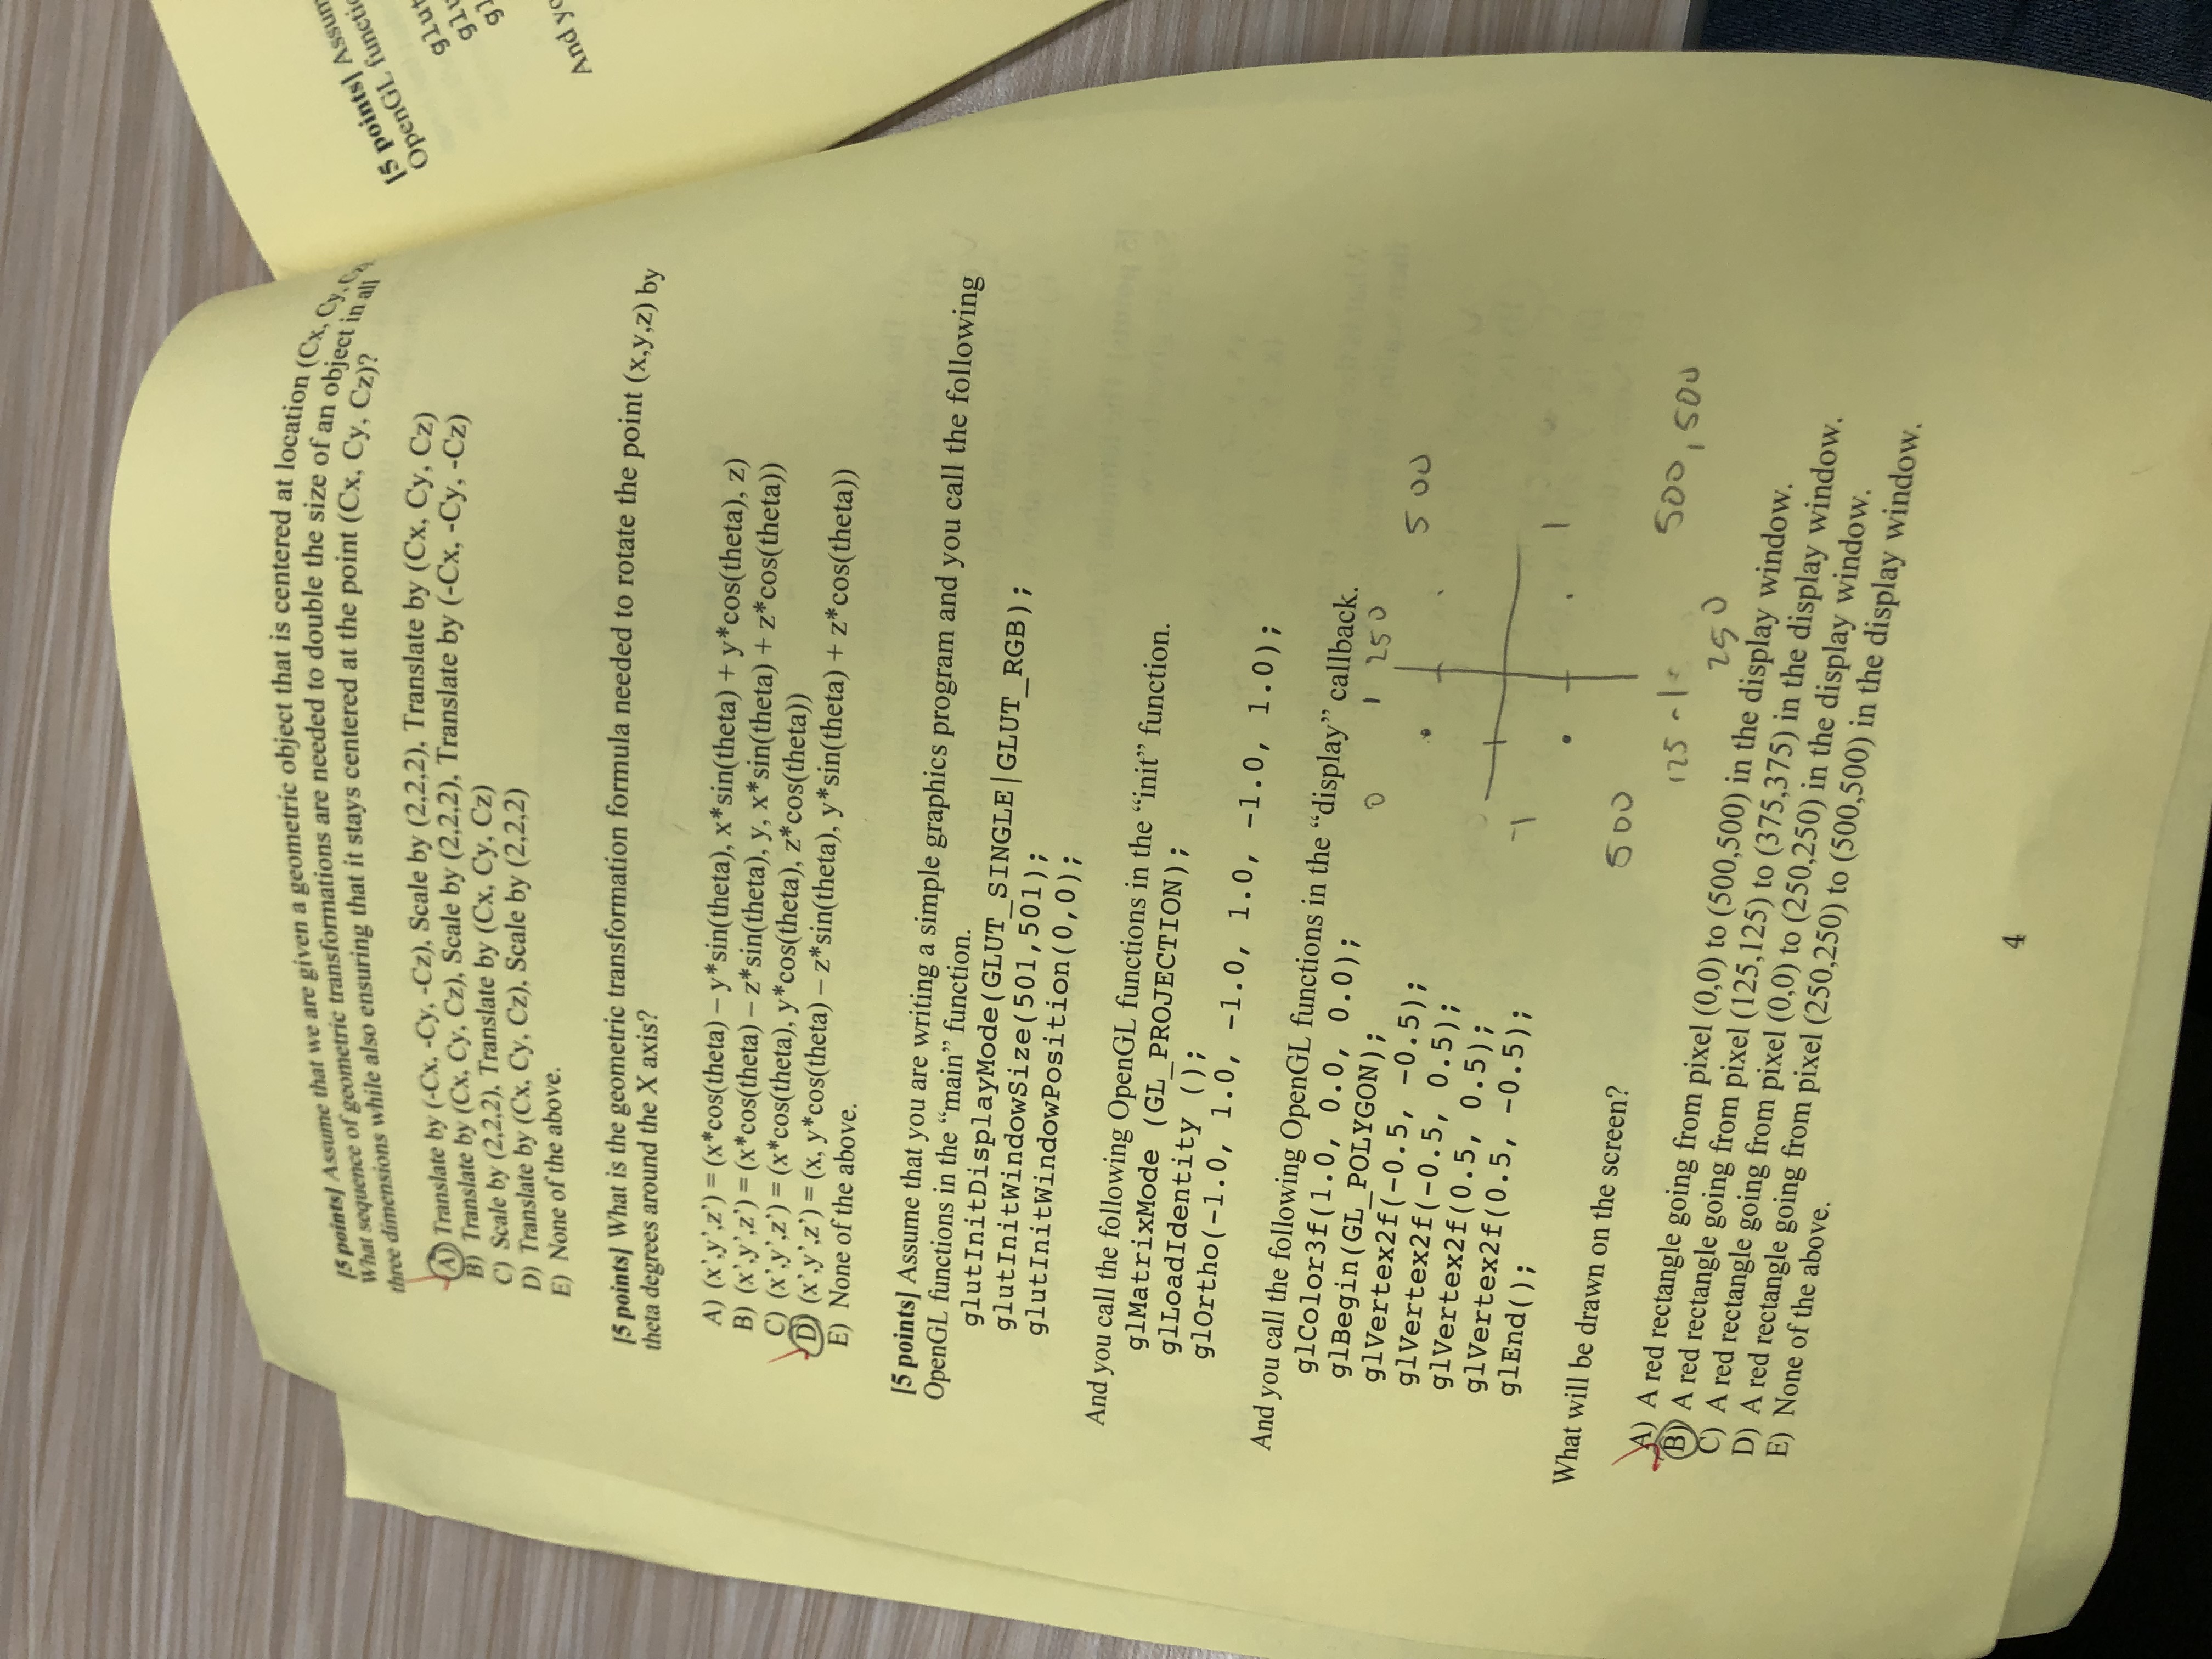 [5 points] Assume that we are given a geometric object that is centered at location (Cx, Cy, Cz
What sequence of geometric transformations are needed to double the size of an object in all
three dimensions while also ensuring that it stays centered at the point (Cx, Cy, Cz)?
A) Translate by (-Cx, -Cy, -Cz), Scale by (2,2,2), Translate by (Cx, Cy, Cz)
B) Translate by (Cx, Cy, Cz), Scale by (2,2,2), Translate by (-Cx, -Cy, -Cz)
C) Scale by (2,2,2), Translate by (Cx, Cy, Cz)
D) Translate by (Cx, Cy, Cz), Scale by (2,2,2)
E) None of the above.
[5 points] What is the geometric transformation formula needed to rotate the point (x,y,z) by
theta degrees around the X axis?
A) (x’,y’,z’) = (x*cos(theta) – y*sin(theta), x*sin(theta) + y*cos(theta), z)
B) (x’,y’,z’) = (x*cos(theta) – z*sin(theta), y, x*sin(theta) + z*cos(theta))
C) (x’,y’,z’) = (x*cos(theta), y*cos(theta), z*cos(theta))
D) (x’,y’,z’) = (x, y*cos(theta) – z*sin(theta), y*sin(theta) + z*cos(theta))
E) None of the above.
[5 points] Assume that you are writing a simple graphics program and you call the following
OpenGL functions in the “main” function.
glutInitDisplayMode(GLUT_SINGLE|GLUT_RGB);
glutInitWindowSize(501,501);
glutInitWindowPosition(0,0);
And you call the following OpenGL functions in the “init” function.
glMatrixMode (GL_PROJECTION);
glLoadIdentity ();
glOrtho(-1.0, 1.0, -1.0, 1.0, -1.0, 1.0);
And you call the following OpenGL functions in the “display” callback.
glColor3f(1.0, 0.0, 0.0);
glBegin(GL_POLYGON);
glVertex2f(-0.5, -0.5);
glVertex2f(-0.5, 0.5);
glVertex2f(0.5, 0.5);
glVertex2f(0.5, -0.5);
glEnd();
0 1 250
500
-1
1
500
125 -1
250
500,500
What will be drawn on the screen?
A) A red rectangle going from pixel (0,0) to (500,500) in the display window.
B) A red rectangle going from pixel (125,125) to (375,375) in the display window.
C) A red rectangle going from pixel (0,0) to (250,250) in the display window.
D) A red rectangle going from pixel (250,250) to (500,500) in the display window.
E) None of the above.
4
[5 points] Assum
OpenGL functio
glut
glu
gl
And yo